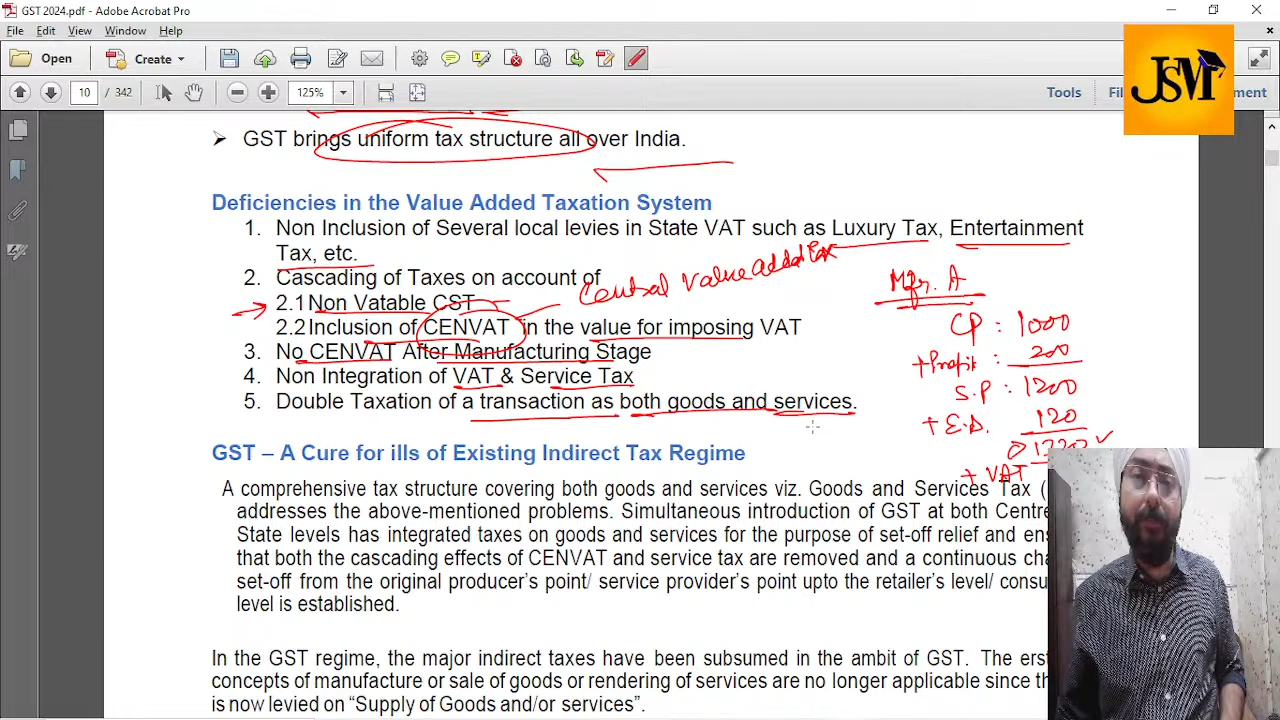 GST 2024.pdf - Adobe Acrobat Pro
File Edit View Window Help
Open Create
10 / 342 125% Tools
JSM
➢ GST brings uniform tax structure all over India.
Deficiencies in the Value Added Taxation System
1. Non Inclusion of Several local levies in State VAT such as Luxury Tax, Entertainment
Tax, etc.
2. Cascading of Taxes on account of
Central Value Added Tax
2.1 Non Vatable CST
2.2 Inclusion of CENVAT in the value for imposing VAT
3. No CENVAT After Manufacturing Stage
4. Non Integration of VAT & Service Tax
5. Double Taxation of a transaction as both goods and services.
Mfr. A
CP : 1000
+Profit : 200
S.P : 1200
+ E.D. 120
1320
+ VAT
GST – A Cure for ills of Existing Indirect Tax Regime
A comprehensive tax structure covering both goods and services viz. Goods and Services Tax (
addresses the above-mentioned problems. Simultaneous introduction of GST at both Centre
State levels has integrated taxes on goods and services for the purpose of set-off relief and
that both the cascading effects of CENVAT and service tax are removed and a continuous
set-off from the original producer's point/ service provider's point upto the retailer's level/
level is established.
In the GST regime, the major indirect taxes have been subsumed in the ambit of GST. The
concepts of manufacture or sale of goods or rendering of services are no longer applicable since
is now levied on “Supply of Goods and/or services”.